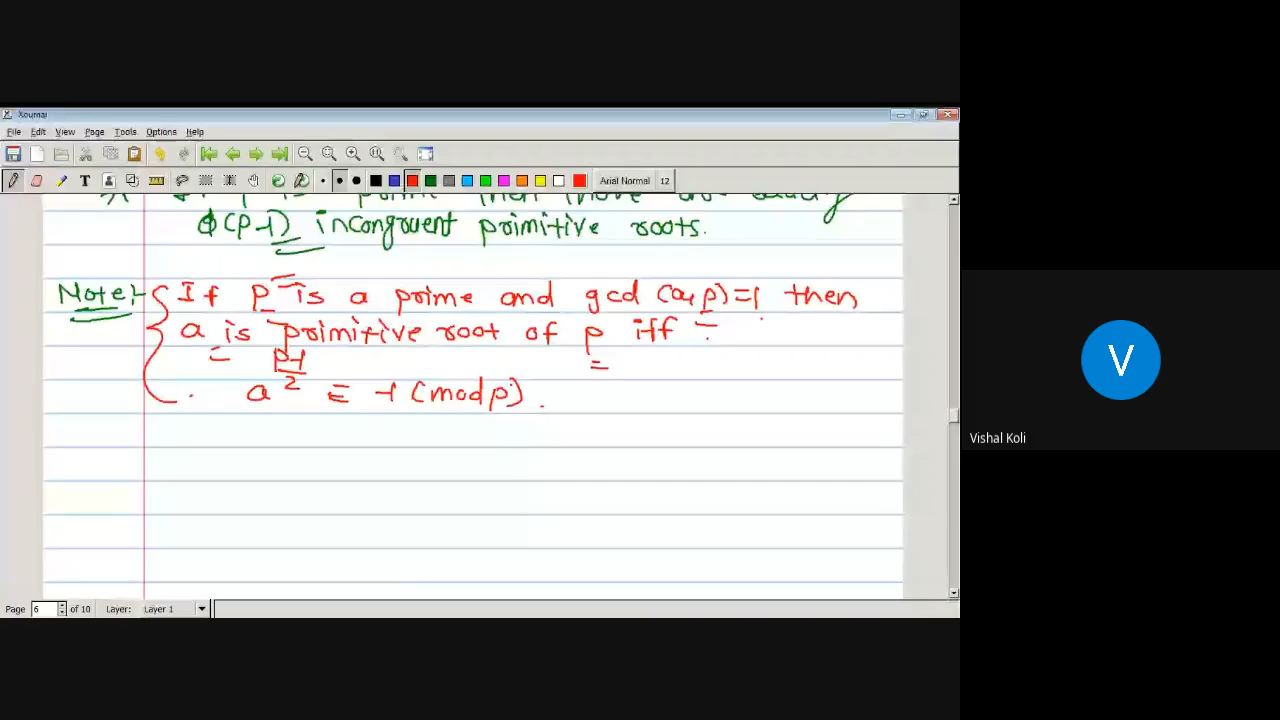 Xournal
File Edit View Page Tools Options Help
Arial Normal 12
is then
ϕ(P-1) incongruent primitive roots.
Note:- If P is a prime and gcd (a, p)=1 then
a is primitive root of p iff
a^(P-1)/2 ≡ -1 (mod p).
V
Vishal Koli
Page 6 of 10 Layer: Layer 1